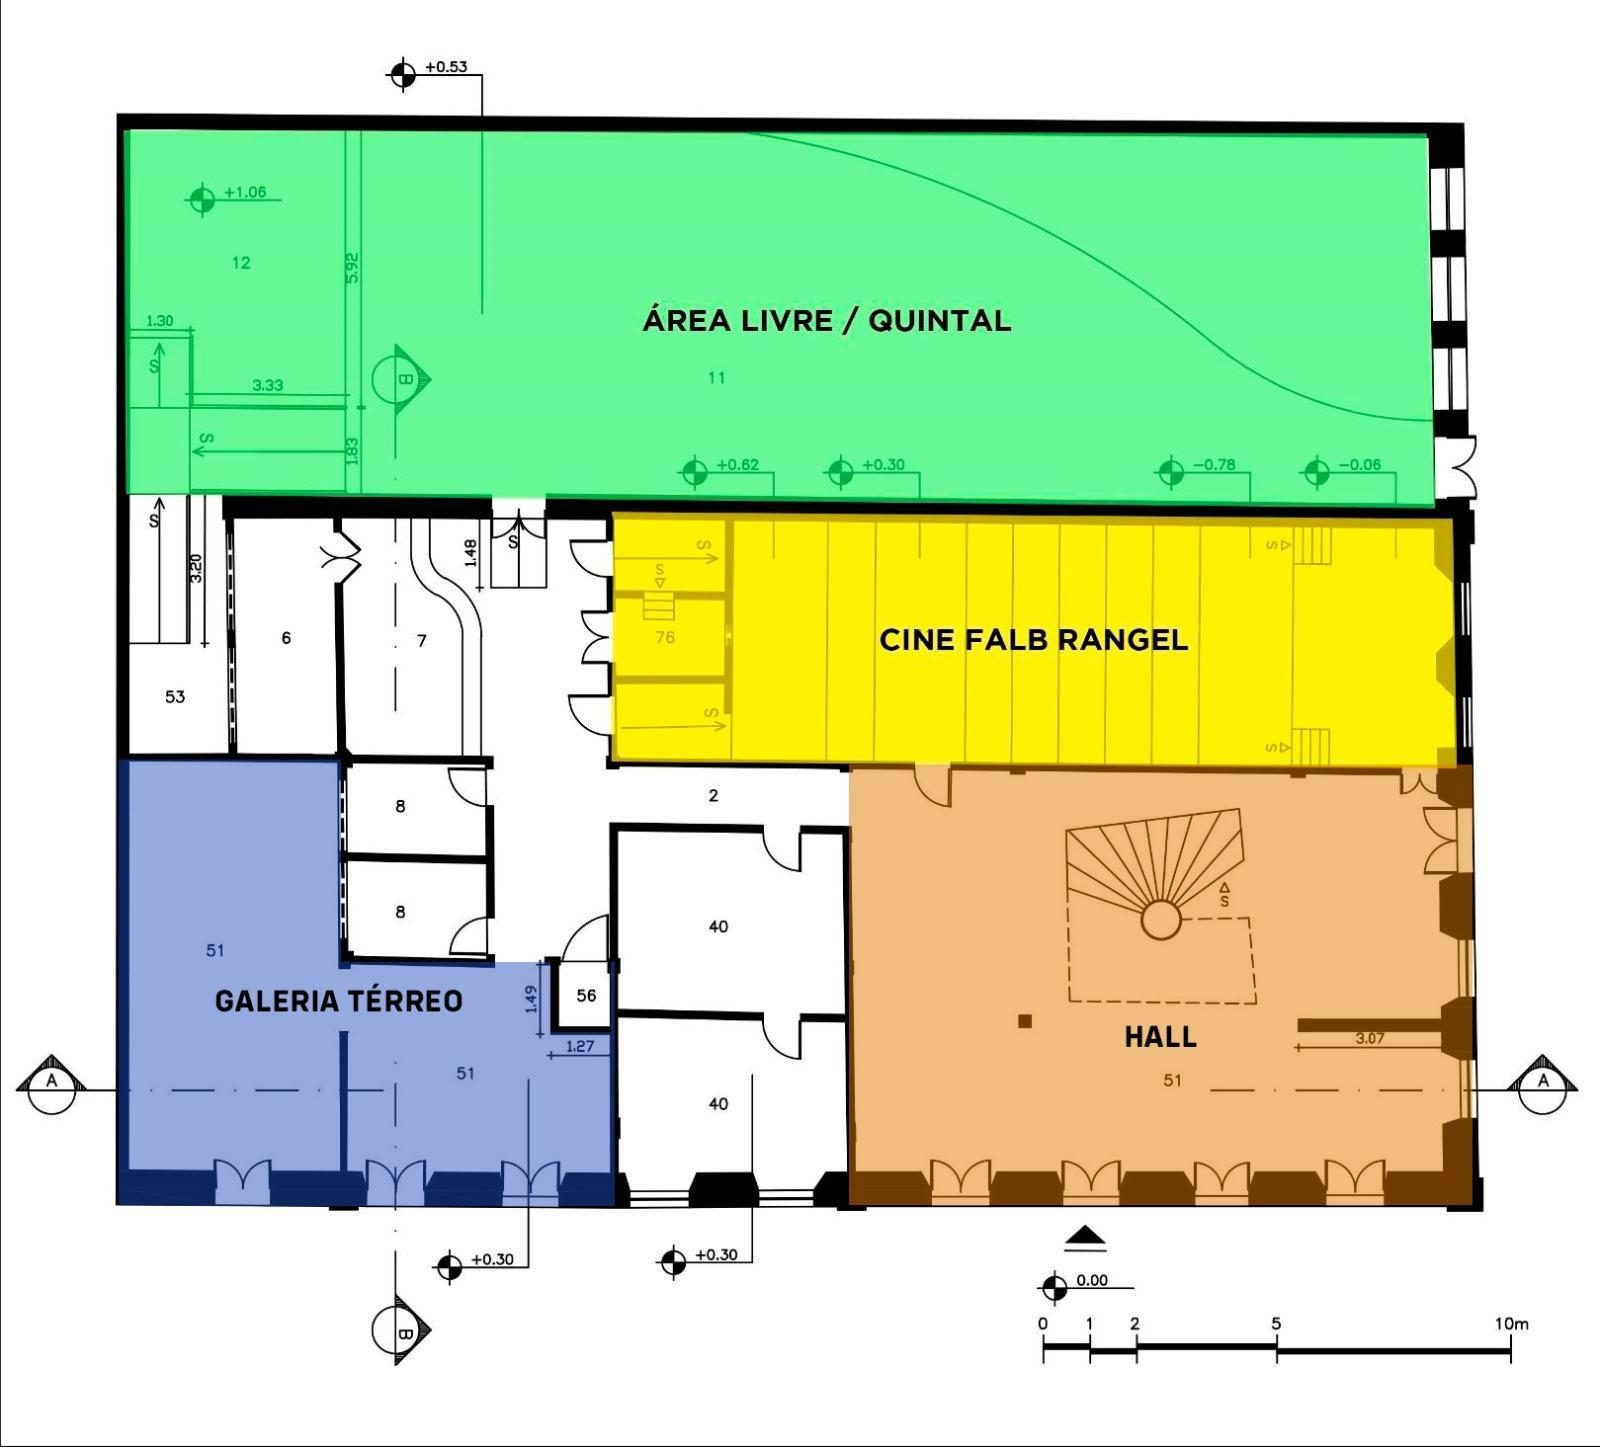 +0.53
+1.06
12
5.92
1.30
S
3.33
B
ÁREA LIVRE / QUINTAL
11
S
1.83
+0.62
+0.30
-0.78
-0.06
S
3.20
6
7
1.48
S
S
S
76
S
S
S
CINE FALB RANGEL
53
8
2
8
40
S
51
GALERIA TÉRREO
1.49
56
1.27
HALL
3.07
51
51
40
A
A
+0.30
+0.30
0.00
B
0 1 2 5 10m